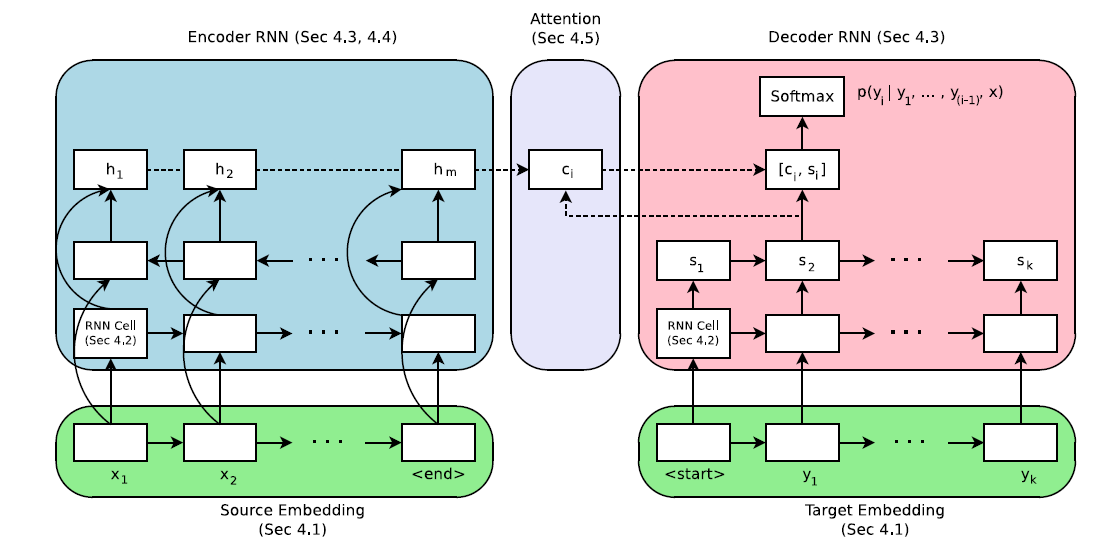 Attention
(Sec 4.5)
Encoder RNN (Sec 4.3, 4.4)
Decoder RNN (Sec 4.3)
Softmax
p(y_i | y_1, ... , y_(i-1), x)
h_1
h_2
h_m
c_i
[c_i, s_i]
s_1
s_2
. . .
s_k
. . .
RNN Cell
(Sec 4.2)
. . .
RNN Cell
(Sec 4.2)
. . .
. . .
. . .
x_1
x_2
<end>
<start>
y_1
y_k
Source Embedding
(Sec 4.1)
Target Embedding
(Sec 4.1)